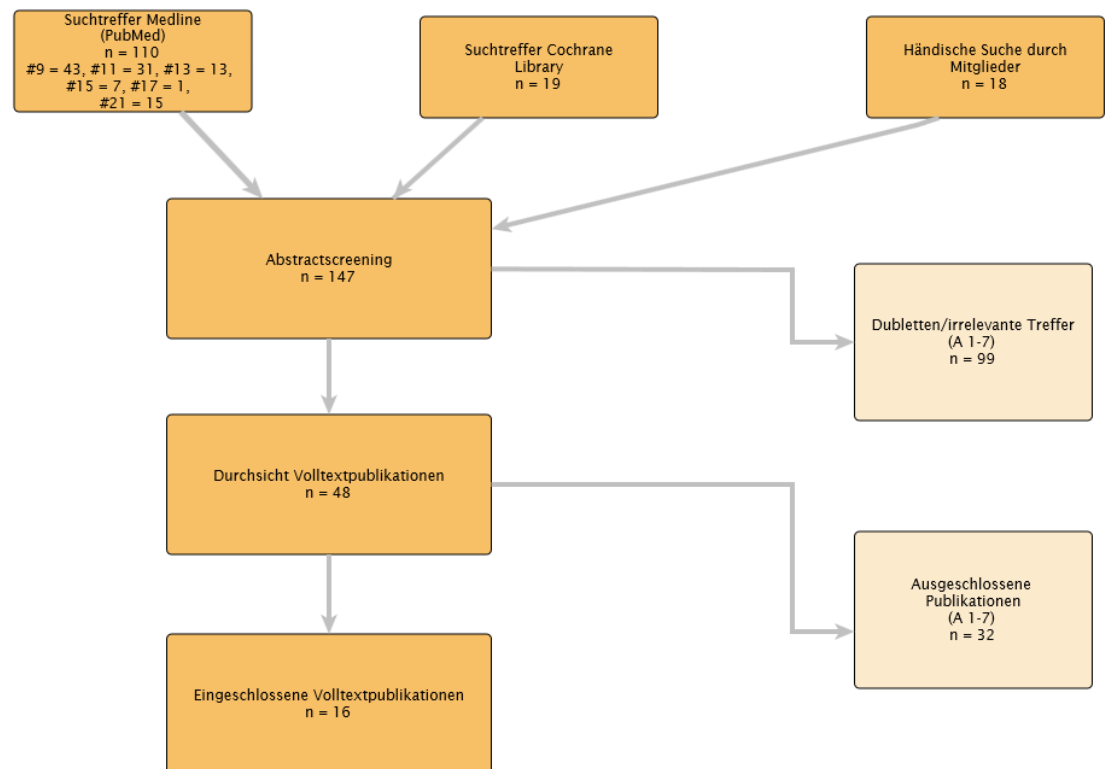 Suchtreffer Medline
(PubMed)
n = 110
#9 = 43, #11 = 31, #13 = 13,
#15 = 7, #17 = 1,
#21 = 15
Suchtreffer Cochrane
Library
n = 19
Händische Suche durch
Mitglieder
n = 18
Abstractscreening
n = 147
Dubletten/irrelevante Treffer
(A 1-7)
n = 99
Durchsicht Volltextpublikationen
n = 48
Ausgeschlossene
Publikationen
(A 1-7)
n = 32
Eingeschlossene Volltextpublikationen
n = 16